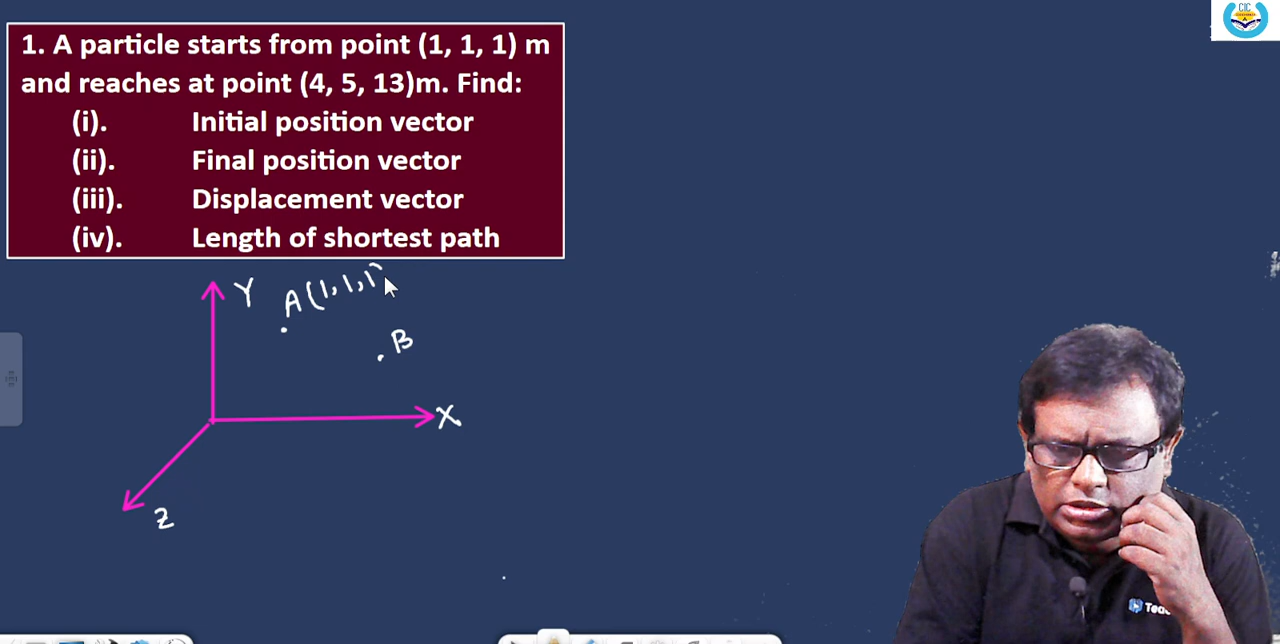 1. A particle starts from point (1, 1, 1) m
and reaches at point (4, 5, 13)m. Find:
(i). Initial position vector
(ii). Final position vector
(iii). Displacement vector
(iv). Length of shortest path
Y
A(1,1,1)
B
X
Z
CIC